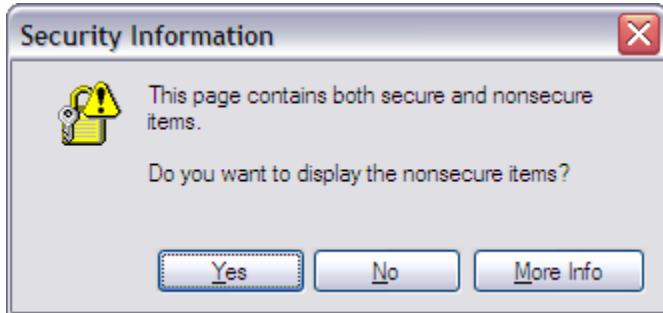 Security Information
This page contains both secure and nonsecure
items.
Do you want to display the nonsecure items?
Yes No More Info